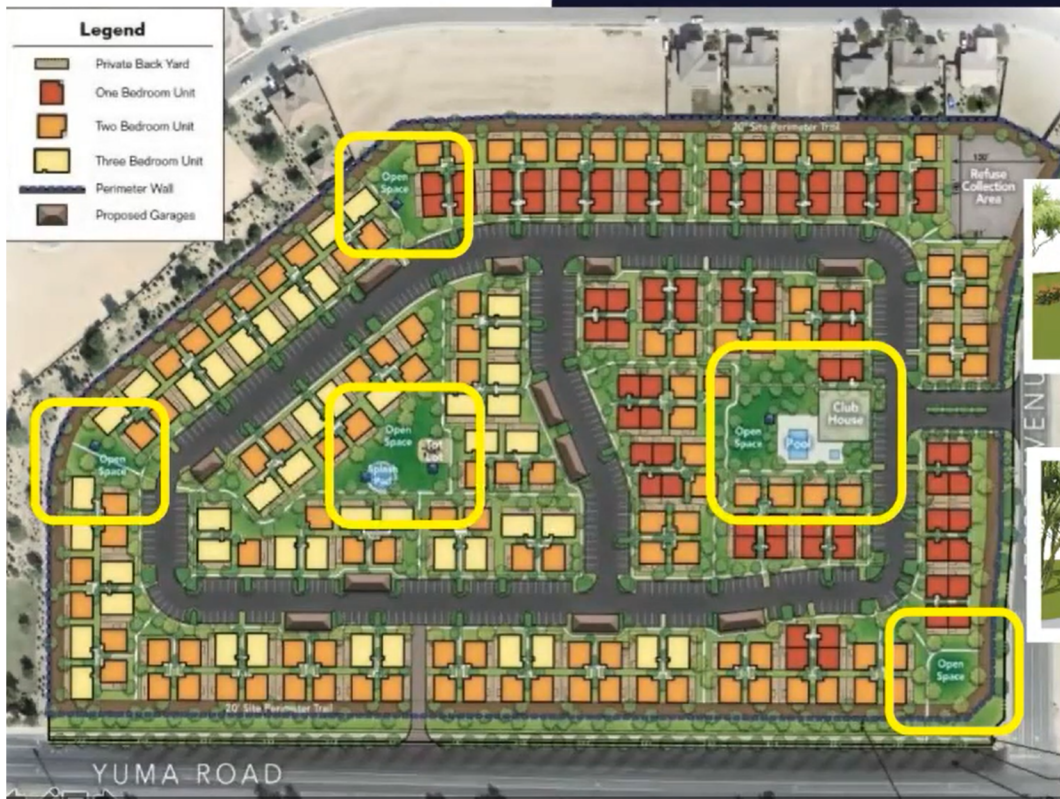 Legend
Private Back Yard
One Bedroom Unit
Two Bedroom Unit
Three Bedroom Unit
Perimeter Wall
Proposed Garages
20' Site Perimeter Trail
130'
Refuse
Collection
Area
Open
Space
Open
Space
Open
Space
Tot
Lot
Splash
Pad
Club
House
Open
Space
Pool
Open
Space
20' Site Perimeter Trail
YUMA ROAD